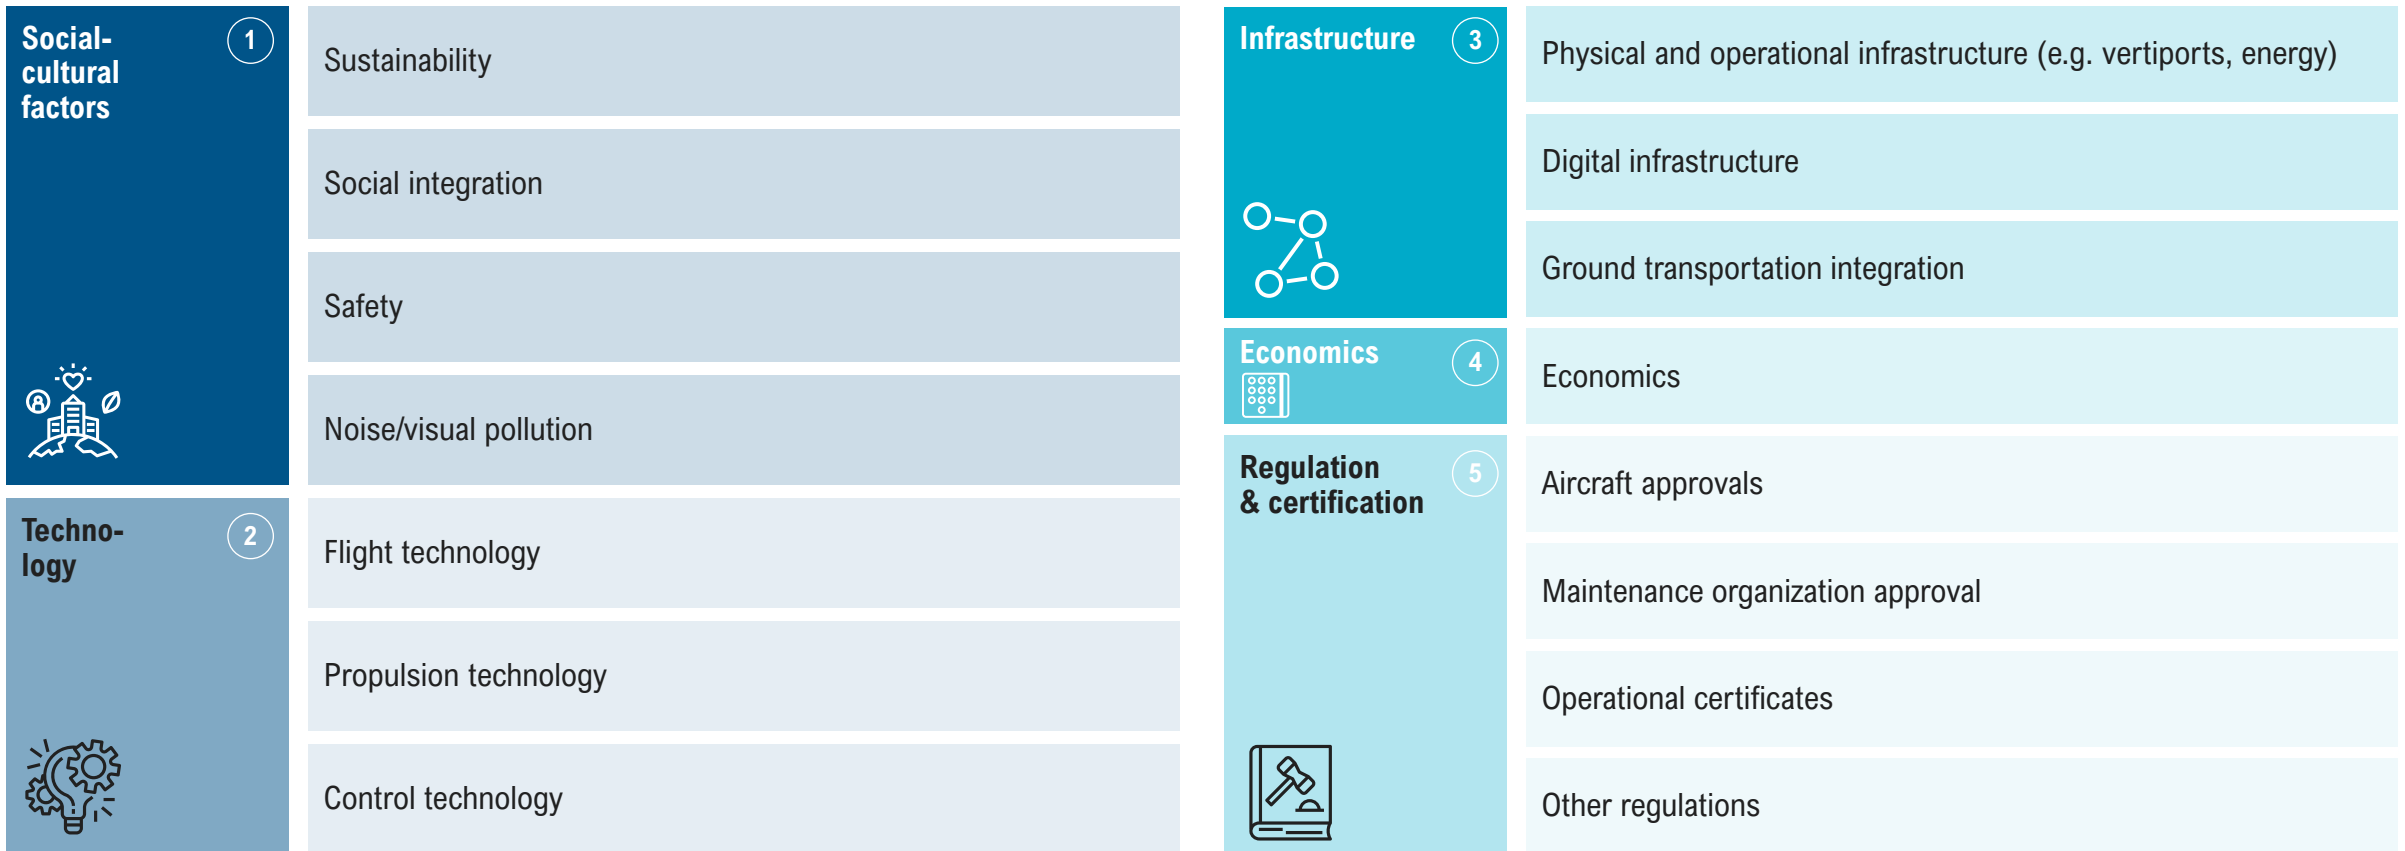 Social-
cultural
factors
1
Sustainability
Social integration
Safety
Noise/visual pollution
Techno-
logy
2
Flight technology
Propulsion technology
Control technology
Infrastructure
3
Physical and operational infrastructure (e.g. vertiports, energy)
Digital infrastructure
Ground transportation integration
Economics
4
Economics
Regulation
& certification
5
Aircraft approvals
Maintenance organization approval
Operational certificates
Other regulations